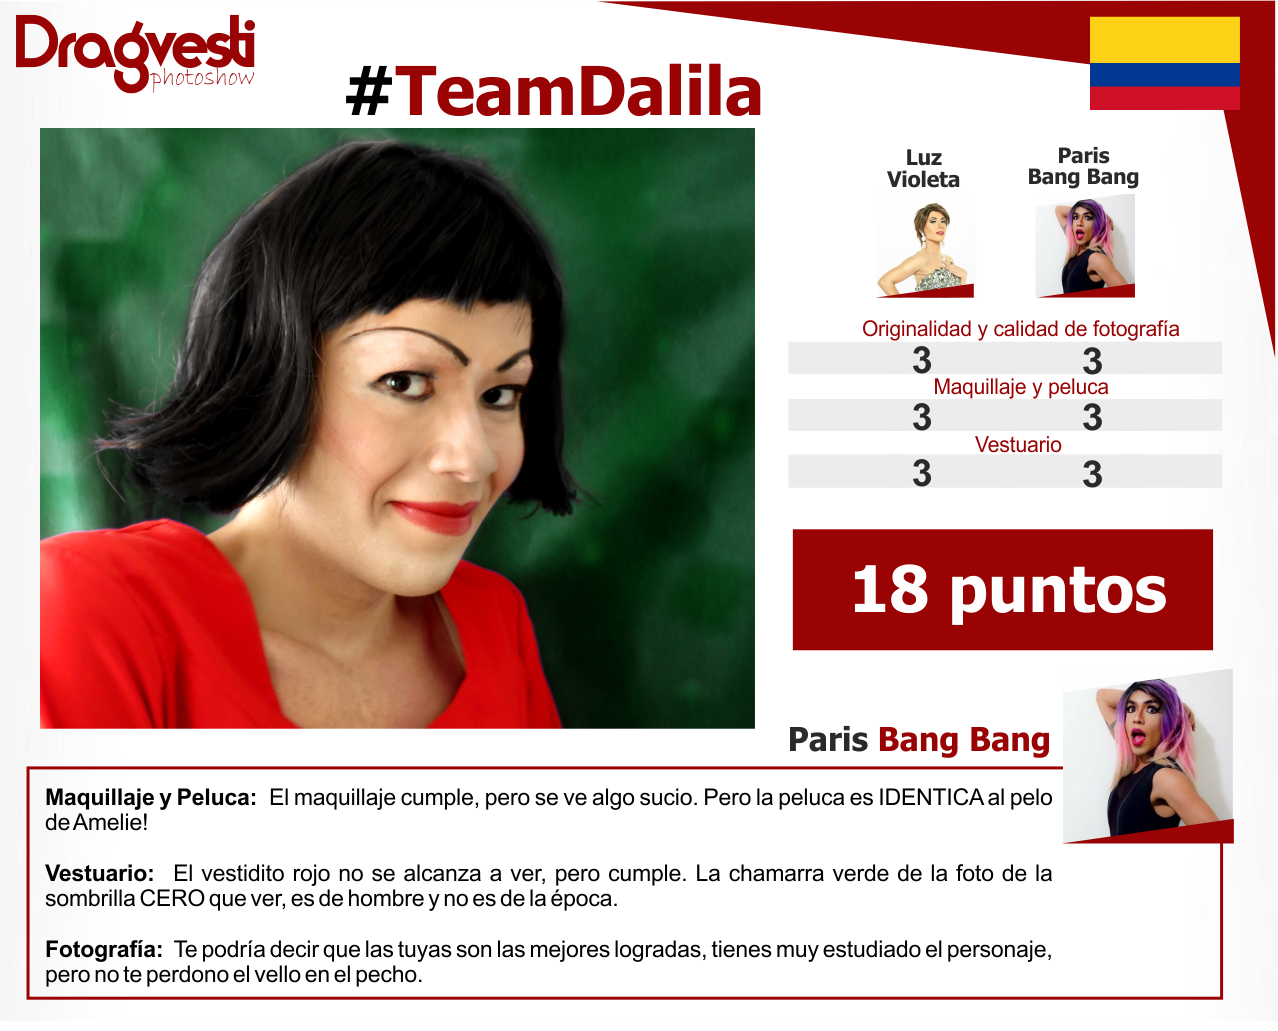 Dragvesti
photoshow
#TeamDalila
Luz
Violeta
Paris
Bang Bang
Originalidad y calidad de fotografía
3 3
Maquillaje y peluca
3 3
Vestuario
3 3
18 puntos
Paris Bang Bang
Maquillaje y Peluca: El maquillaje cumple, pero se ve algo sucio. Pero la peluca es IDENTICA al pelo
de Amelie!
Vestuario: El vestidito rojo no se alcanza a ver, pero cumple. La chamarra verde de la foto de la
sombrilla CERO que ver, es de hombre y no es de la época.
Fotografía: Te podría decir que las tuyas son las mejores logradas, tienes muy estudiado el personaje,
pero no te perdono el vello en el pecho.